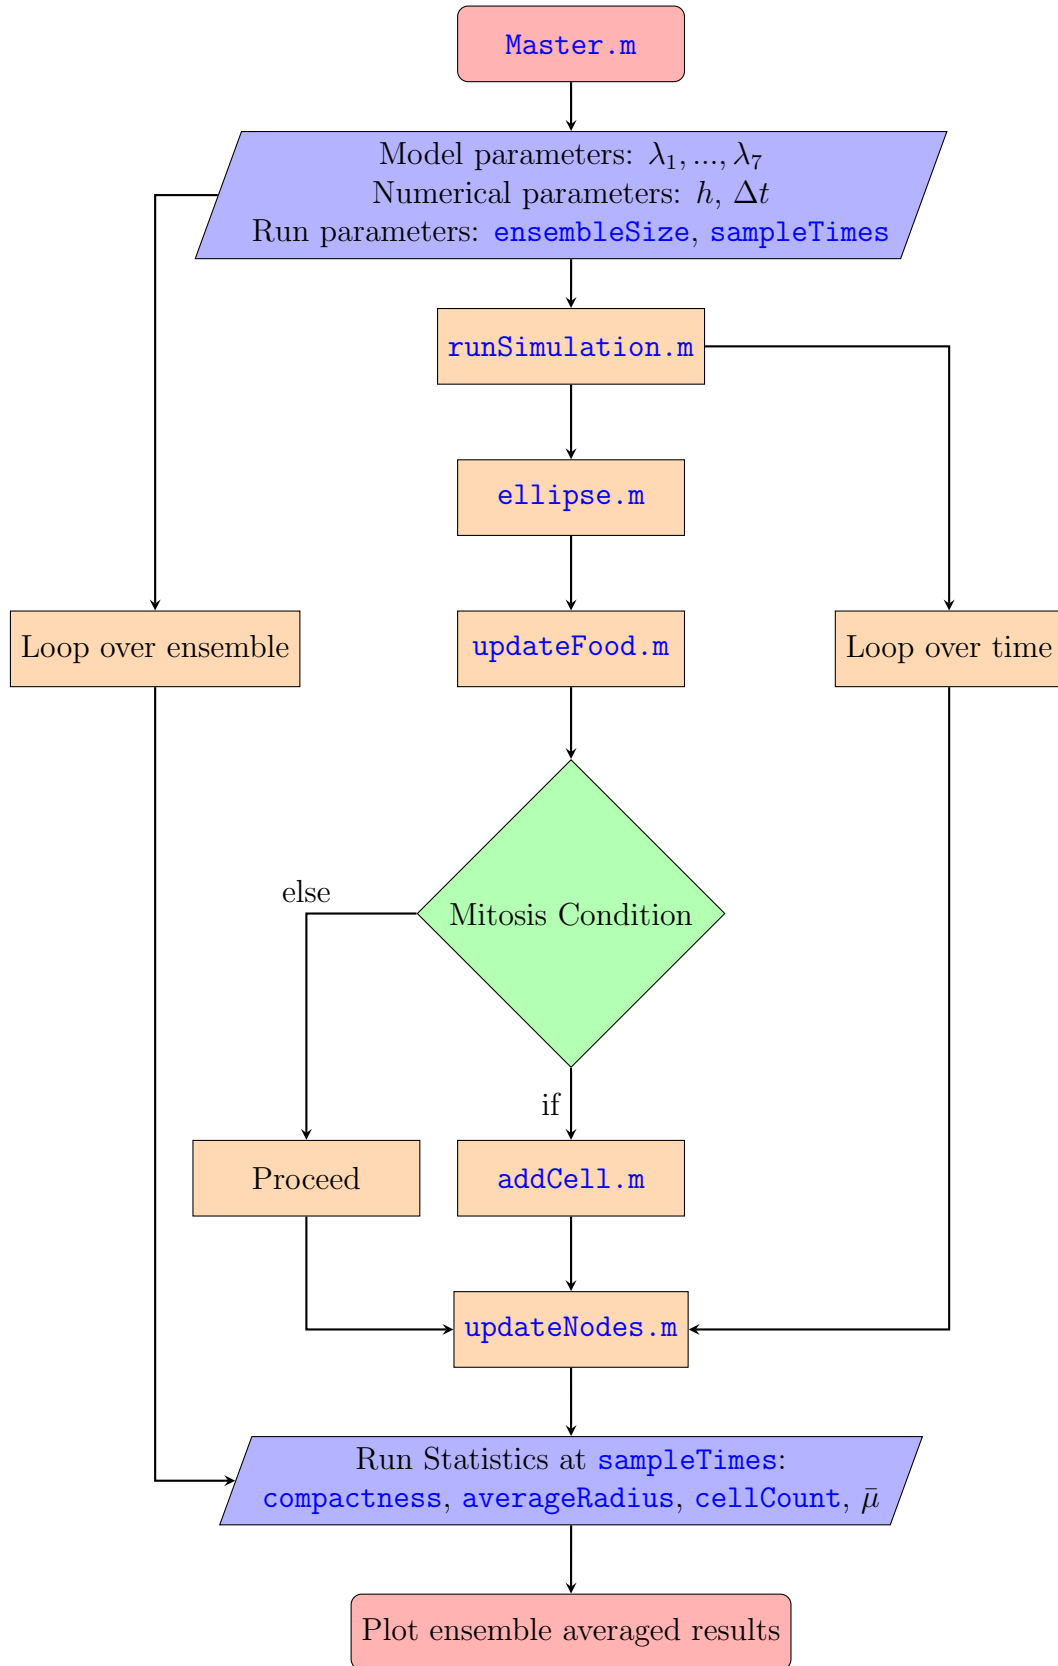 Master.m
Model parameters: λ₁, ..., λ₇
Numerical parameters: h, Δt
Run parameters: ensembleSize, sampleTimes
runSimulation.m
ellipse.m
Loop over ensemble
updateFood.m
Loop over time
else
Mitosis Condition
if
Proceed
addCell.m
updateNodes.m
Run Statistics at sampleTimes:
compactness, averageRadius, cellCount, μ̄
Plot ensemble averaged results